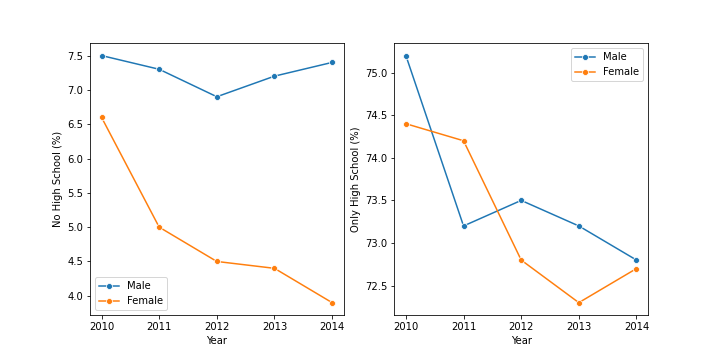 No High School (%)
7.5
7.0
6.5
6.0
5.5
5.0
4.5
4.0
Male
Female
2010 2011 2012 2013 2014
Year
Only High School (%)
75.0
74.5
74.0
73.5
73.0
72.5
Male
Female
2010 2011 2012 2013 2014
Year